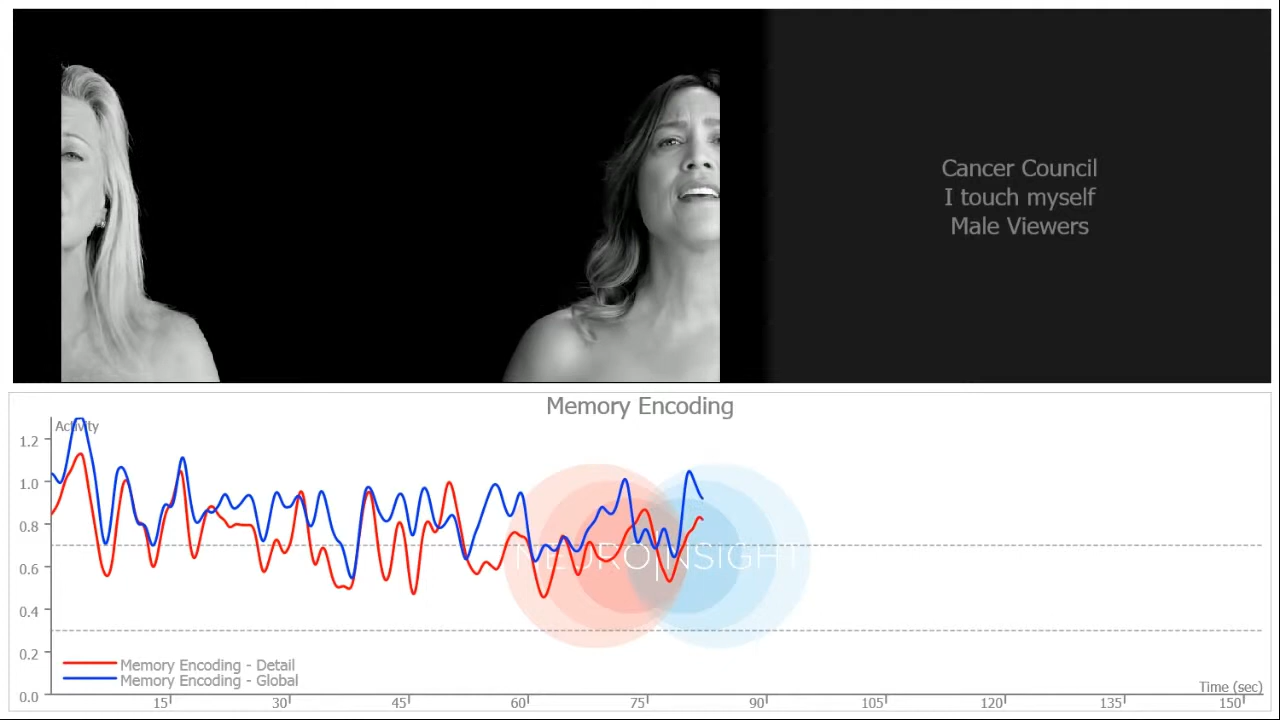 Cancer Council
I touch myself
Male Viewers
Memory Encoding
Activity
1.2
1.0
0.8
0.6
0.4
0.2
0.0
NEURO INSIGHT
Memory Encoding - Detail
Memory Encoding - Global
Time (sec)
15 30 45 60 75 90 105 120 135 150